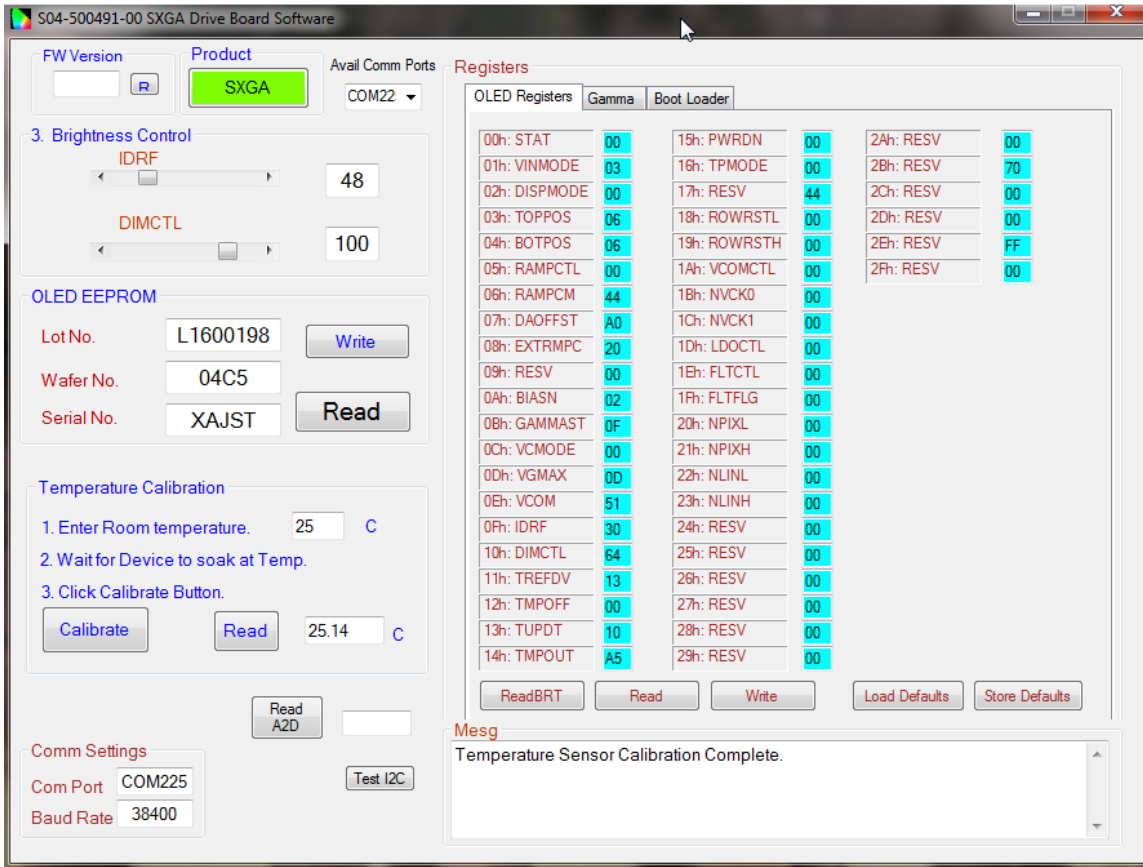 S04-500491-00 SXGA Drive Board Software
FW Version
R
Product
SXGA
Avail Comm Ports
COM22
3. Brightness Control
IDRF
48
DIMCTL
100
OLED EEPROM
Lot No. L1600198 Write
Wafer No. 04C5
Serial No. XAJST Read
Temperature Calibration
1. Enter Room temperature. 25 C
2. Wait for Device to soak at Temp.
3. Click Calibrate Button.
Calibrate Read 25.14 C
Read
A2D
Comm Settings
Com Port COM225
Baud Rate 38400
Test I2C
Registers
OLED Registers Gamma Boot Loader
00h: STAT 00 15h: PWRDN 00 2Ah: RESV 00
01h: VINMODE 03 16h: TPMODE 00 2Bh: RESV 70
02h: DISPMODE 00 17h: RESV 44 2Ch: RESV 00
03h: TOPPOS 06 18h: ROWRSTL 00 2Dh: RESV 00
04h: BOTPOS 06 19h: ROWRSTH 00 2Eh: RESV FF
05h: RAMPCTL 00 1Ah: VCOMCTL 00 2Fh: RESV 00
06h: RAMPCM 44 1Bh: NVCK0 00
07h: DAOFFST A0 1Ch: NVCK1 00
08h: EXTRMPC 20 1Dh: LDOCTL 00
09h: RESV 00 1Eh: FLTCTL 00
0Ah: BIASN 02 1Fh: FLTFLG 00
0Bh: GAMMAST 0F 20h: NPIXL 00
0Ch: VCMODE 00 21h: NPIXH 00
0Dh: VGMAX 0D 22h: NLINL 00
0Eh: VCOM 51 23h: NLINH 00
0Fh: IDRF 30 24h: RESV 00
10h: DIMCTL 64 25h: RESV 00
11h: TREFDV 13 26h: RESV 00
12h: TMPOFF 00 27h: RESV 00
13h: TUPDT 10 28h: RESV 00
14h: TMPOUT A5 29h: RESV 00
ReadBRT Read Write Load Defaults Store Defaults
Mesg
Temperature Sensor Calibration Complete.